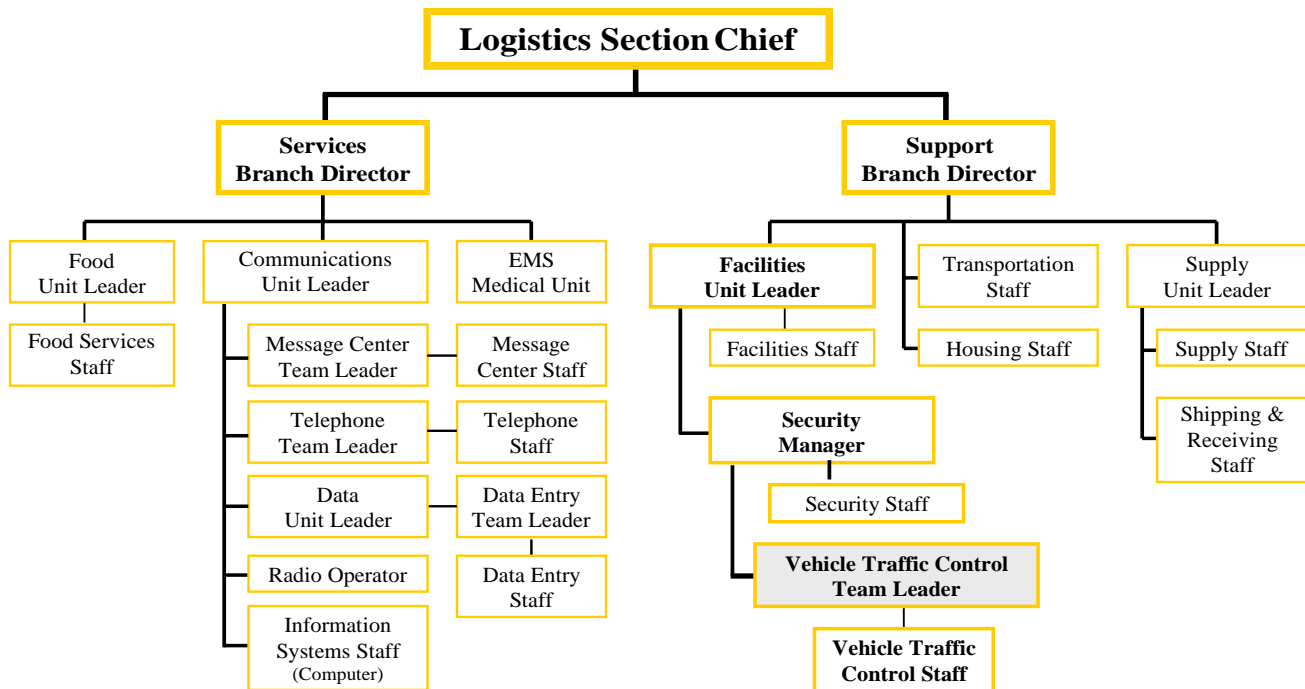 Logistics Section Chief
Services
Branch Director
Support
Branch Director
Food
Unit Leader
Food Services
Staff
Communications
Unit Leader
EMS
Medical Unit
Message Center
Team Leader
Message
Center Staff
Telephone
Team Leader
Telephone
Staff
Data
Unit Leader
Data Entry
Team Leader
Data Entry
Staff
Radio Operator
Information
Systems Staff
(Computer)
Facilities
Unit Leader
Facilities Staff
Security
Manager
Security Staff
Vehicle Traffic Control
Team Leader
Vehicle Traffic
Control Staff
Transportation
Staff
Housing Staff
Supply
Unit Leader
Supply Staff
Shipping &
Receiving
Staff